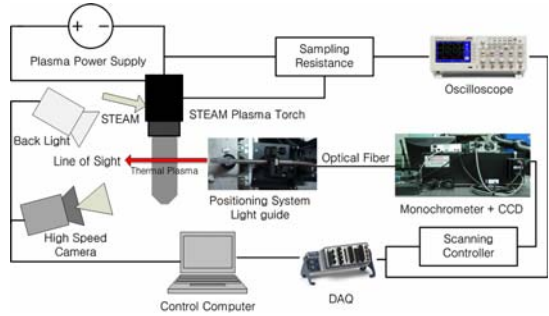 Plasma Power Supply
Sampling
Resistance
Oscilloscope
STEAM
STEAM Plasma Torch
Back Light
Line of Sight
Thermal Plasma
Optical Fiber
Positioning System
Light guide
Monochrometer + CCD
High Speed
Camera
Scanning
Controller
Control Computer
DAQ